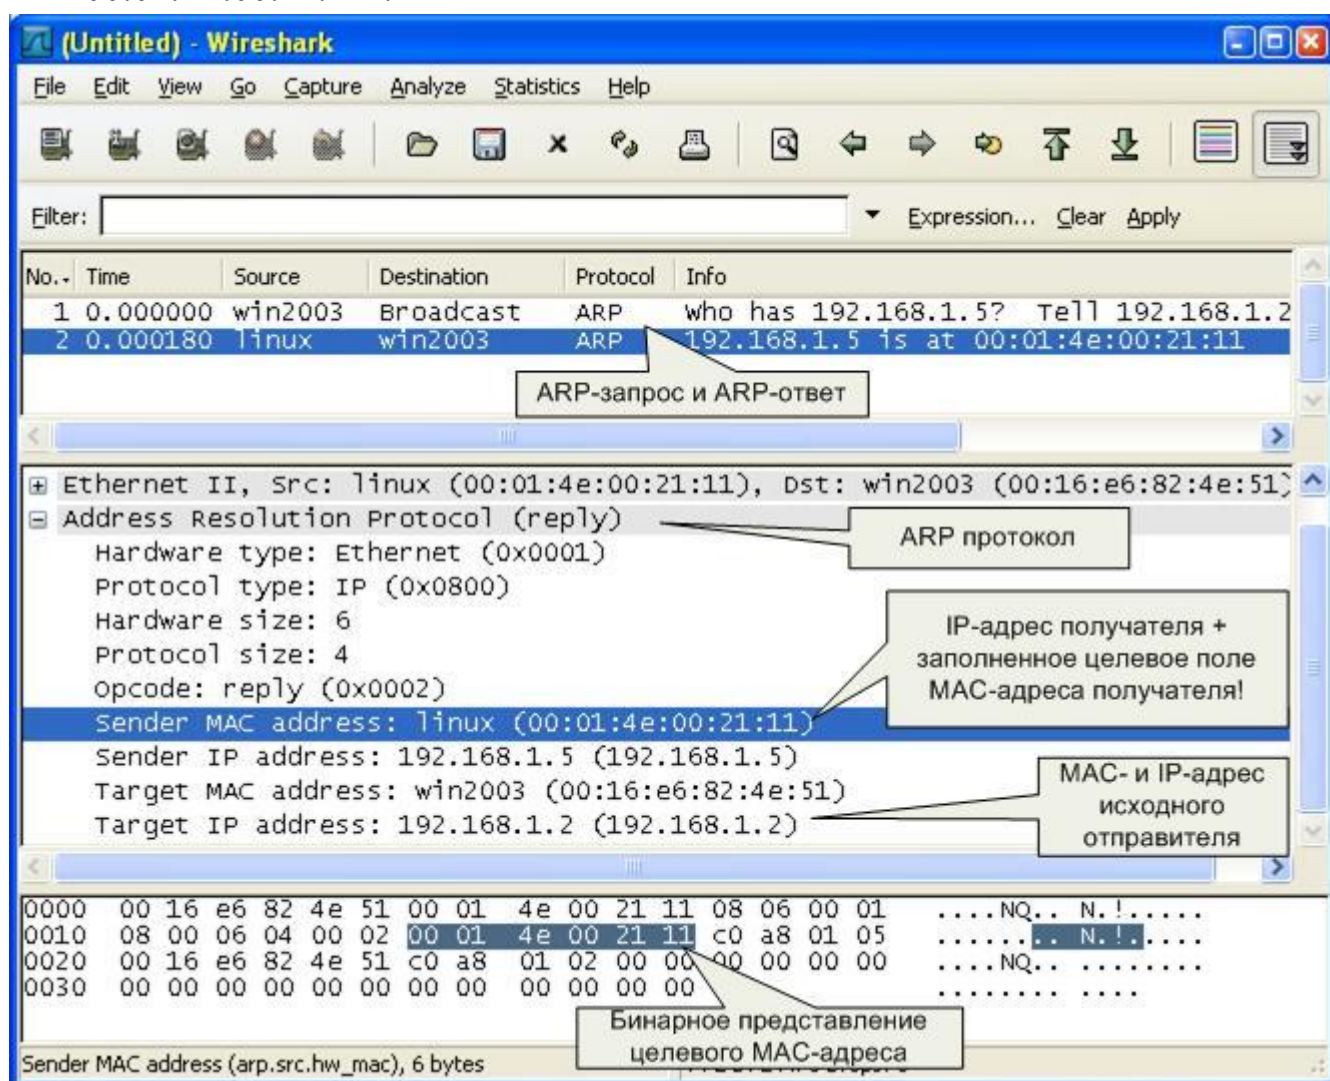 (Untitled) - Wireshark
File Edit View Go Capture Analyze Statistics Help
Filter: Expression... Clear Apply
No. Time Source Destination Protocol Info
1 0.000000 win2003 Broadcast ARP who has 192.168.1.5? Tell 192.168.1.2
2 0.000180 linux win2003 ARP 192.168.1.5 is at 00:01:4e:00:21:11
ARP-запрос и ARP-ответ
Ethernet II, Src: linux (00:01:4e:00:21:11), Dst: win2003 (00:16:e6:82:4e:51)
Address Resolution Protocol (reply)
ARP протокол
Hardware type: Ethernet (0x0001)
Protocol type: IP (0x0800)
Hardware size: 6
Protocol size: 4
Opcode: reply (0x0002)
IP-адрес получателя +
заполненное целевое поле
MAC-адреса получателя!
Sender MAC address: linux (00:01:4e:00:21:11)
Sender IP address: 192.168.1.5 (192.168.1.5)
Target MAC address: win2003 (00:16:e6:82:4e:51)
Target IP address: 192.168.1.2 (192.168.1.2)
MAC- и IP-адрес
исходного
отправителя
0000 00 16 e6 82 4e 51 00 01 4e 00 21 11 08 06 00 01 ....NQ.. N.!.....
0010 08 00 06 04 00 02 00 01 4e 00 21 11 c0 a8 01 05 ........ N.!.....
0020 00 16 e6 82 4e 51 c0 a8 01 02 00 00 00 00 00 00 ....NQ.. ........
0030 00 00 00 00 00 00 00 00 00 00 00 00 ........ ....
Бинарное представление
целевого MAC-адреса
Sender MAC address (arp.src.hw_mac), 6 bytes